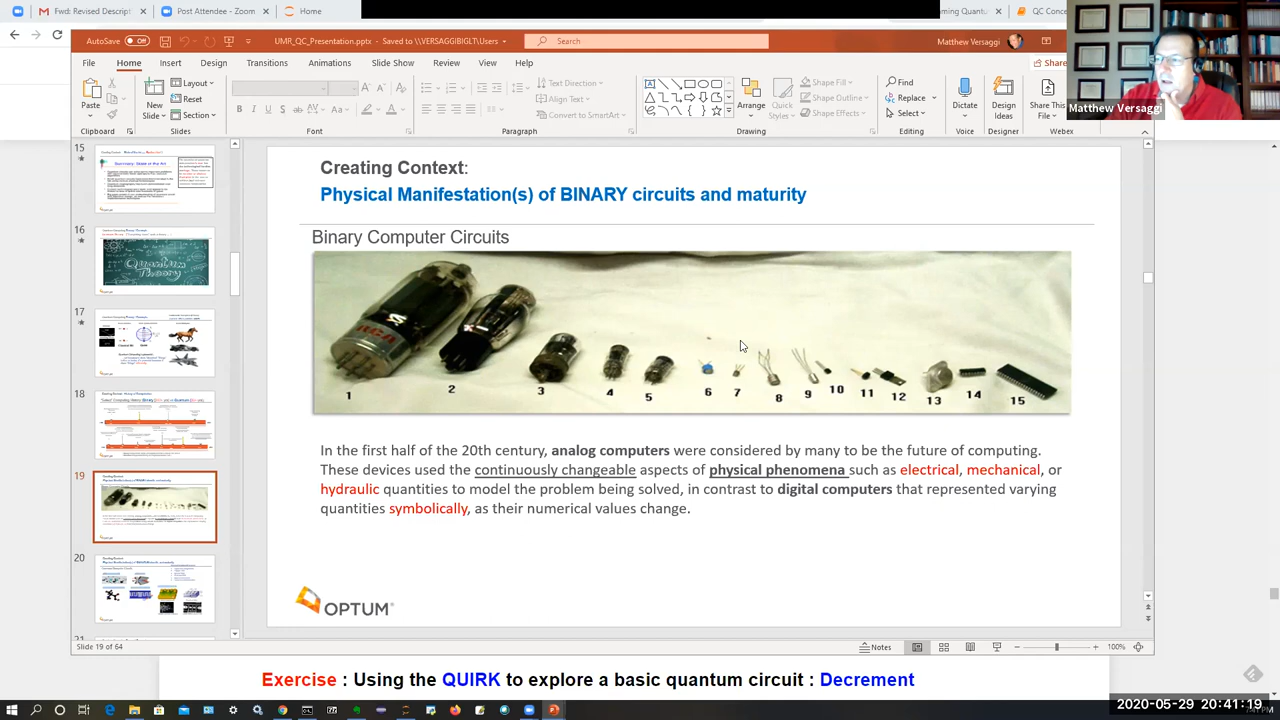 Fwd: Revised Descript
Post Attendee - Zoom
Home
QC Conce
AutoSave
Off
UMR_QC_Presentation.pptx - Saved to \\VERSAGGIBIGLT\Users
Search
Matthew Versaggi
File Home Insert Design Transitions Animations Slide Show Review View
Share
Paste
New
Slide
Layout
Reset
Section
Text Direction
Align Text
Convert to SmartArt
Arrange
Quick
Styles
Shape Fill
Shape Outline
Shape Effects
Find
Replace
Select
Dictate
Design
Ideas
Share This
File
Clipboard
Slides
Font
Paragraph
Drawing
Editing
Voice
Designer
Webex
Matthew Versaggi
15
16
Quantum
Theory
17
18
19
20
Creating Context:
Physical Manifestation(s) of BINARY circuits and maturity
Binary Computer Circuits
1 2 3 4 5 6 7 8 9 10 11 12 13 14 15
In the first half of the 20th century, analog computers were considered by many to be the future of computing.
These devices used the continuously changeable aspects of physical phenomena such as electrical, mechanical, or
hydraulic quantities to model the problem being solved, in contrast to digital computers that represented varying
quantities symbolically, as their numerical values change.
OPTUM®
Slide 19 of 64
Notes
100%
Exercise : Using the QUIRK to explore a basic quantum circuit : Decrement
2020-05-29 20:41:19